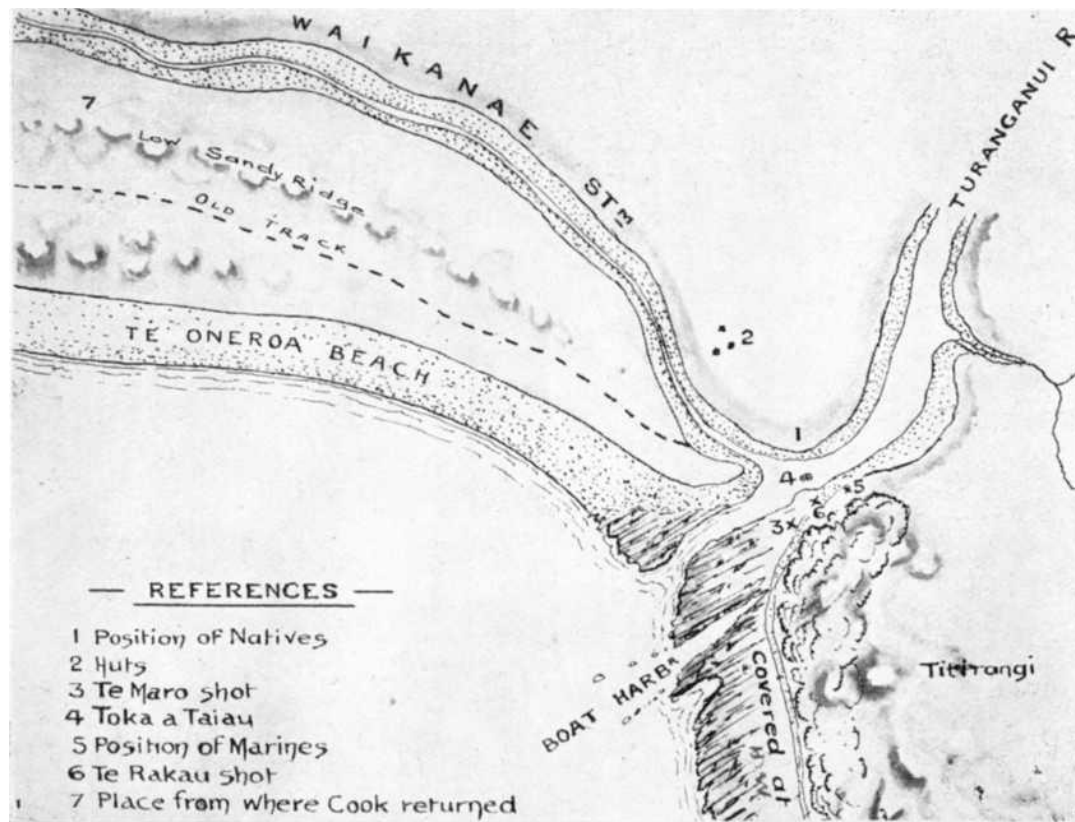 WAIKANAE STM
TURANGANUI R
7
Low Sandy Ridge
OLD TRACK
TE ONEROA BEACH
2
1
4
5
6
3x
Titirangi
BOAT HARBR
Covered at H.W.
— REFERENCES —
1 Position of Natives
2 Huts
3 Te Maro shot
4 Toka a Taiau
5 Position of Marines
6 Te Rakau shot
7 Place from where Cook returned